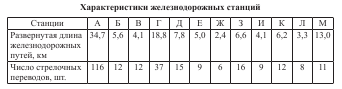 Характеристики железнодорожных станций
Станции А Б В Г Д Е Ж З И К Л М
Развернутая длина железнодорожных путей, км 34,7 5,6 4,1 18,8 7,8 5,0 2,4 6,6 4,1 6,2 3,3 13,0
Число стрелочных переводов, шт. 116 12 12 37 15 9 6 16 9 12 8 11